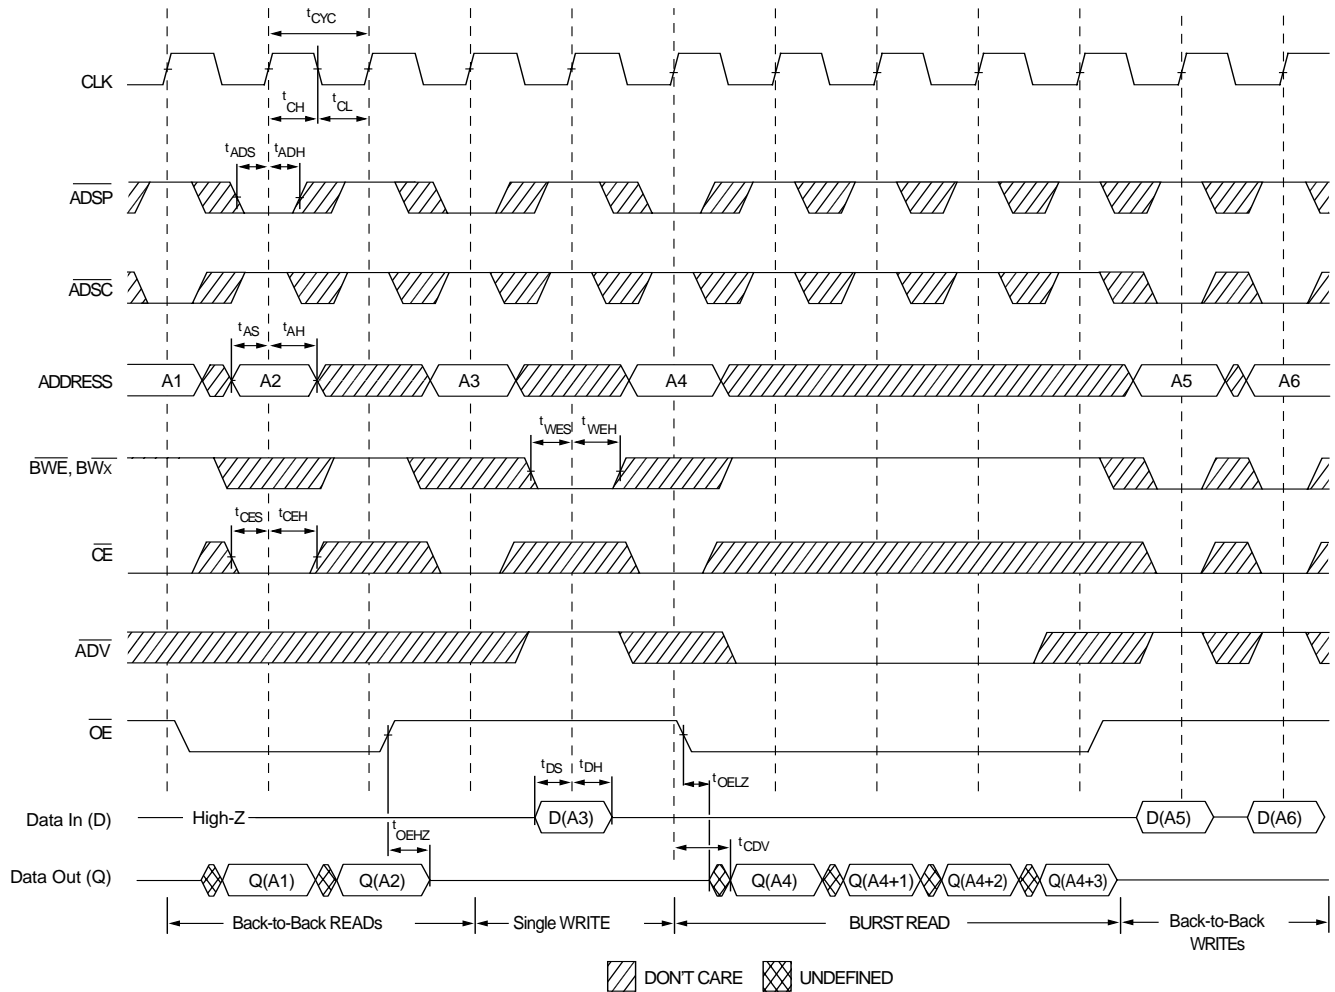 tCYC
CLK
tCH
tCL
tADS
tADH
ADSP
ADSC
tAS
tAH
ADDRESS
A1
A2
A3
A4
A5
A6
tWES
tWEH
BWE, BWx
tCES
tCEH
CE
ADV
OE
tDS
tDH
tOELZ
Data In (D)
High-Z
D(A3)
D(A5)
D(A6)
tOEHZ
tCDV
Data Out (Q)
Q(A1)
Q(A2)
Q(A4)
Q(A4+1)
Q(A4+2)
Q(A4+3)
Back-to-Back READs
Single WRITE
BURST READ
Back-to-Back
WRITEs
DON'T CARE
UNDEFINED